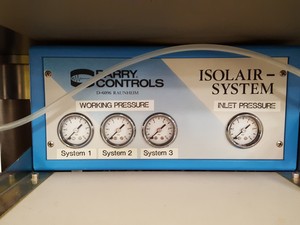 BARRY CONTROLS
ISOLAIR - SYSTEM
WORKING PRESSURE
INLET PRESSURE
System 1
System 2
System 3